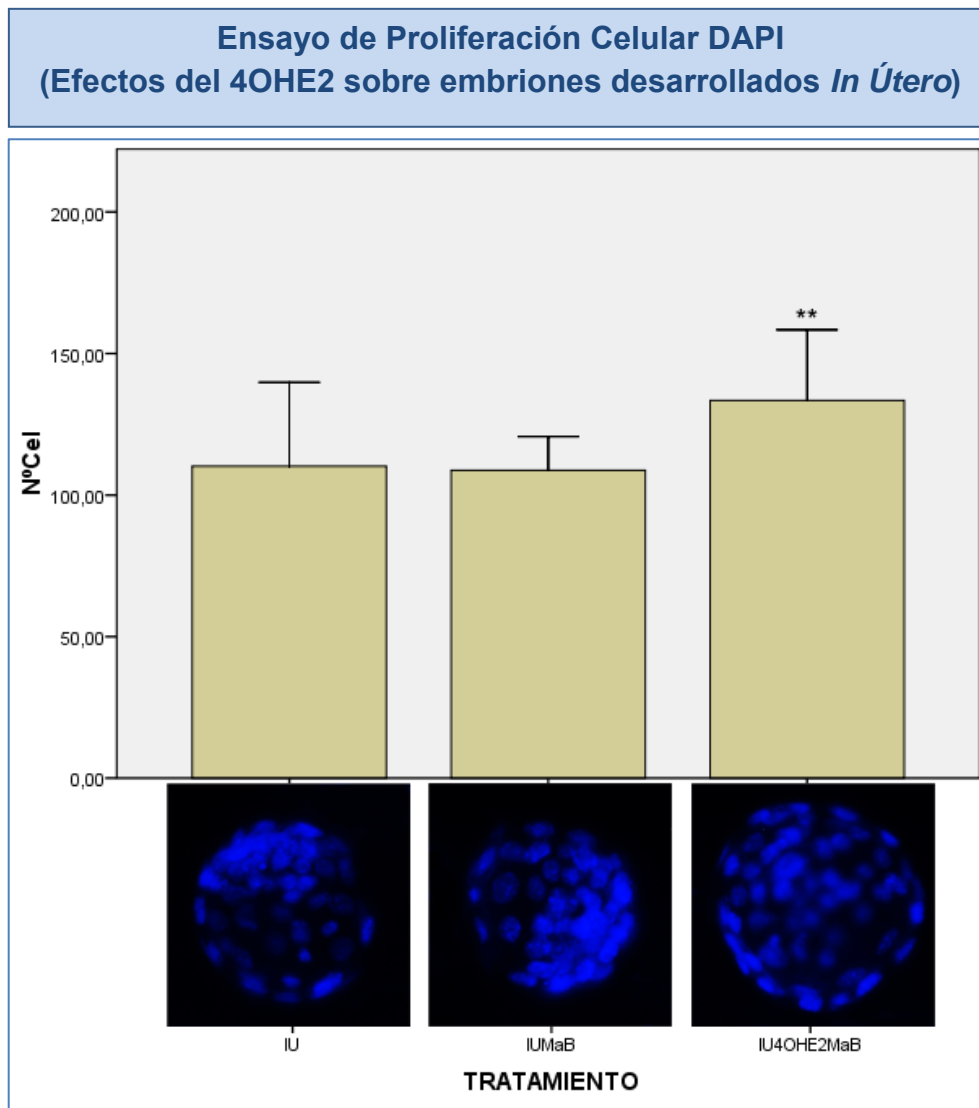 Ensayo de Proliferación Celular DAPI
(Efectos del 4OHE2 sobre embriones desarrollados In Útero)
200,00
**
150,00
NºCel
100,00
50,00
0,00
IU IUMaB IU4OHE2MaB
TRATAMIENTO